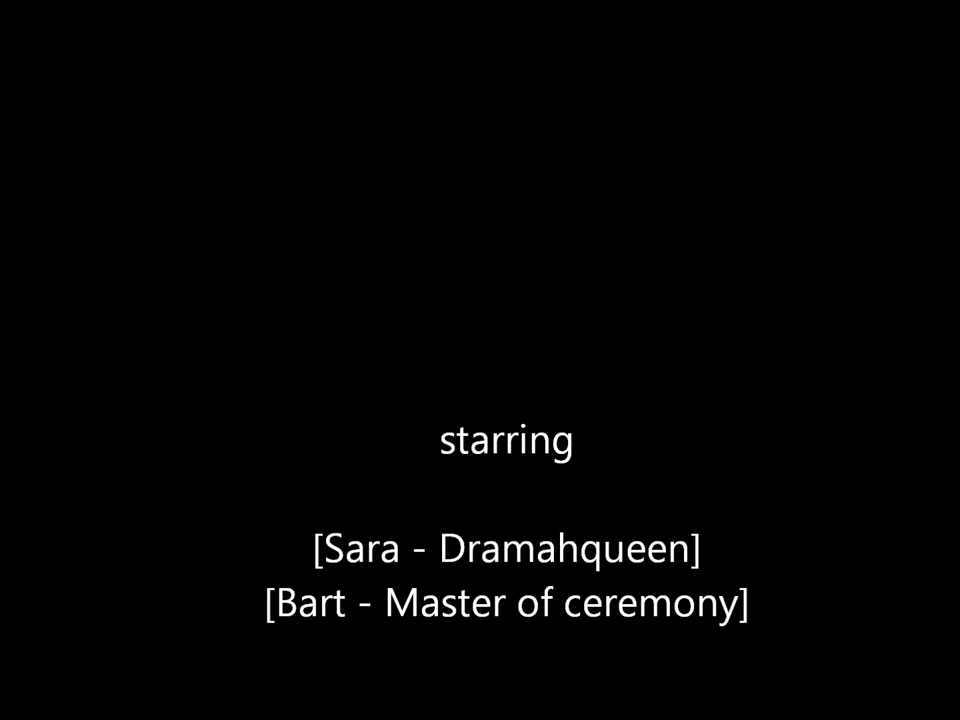 starring
[Sara - Dramahqueen]
[Bart - Master of ceremony]